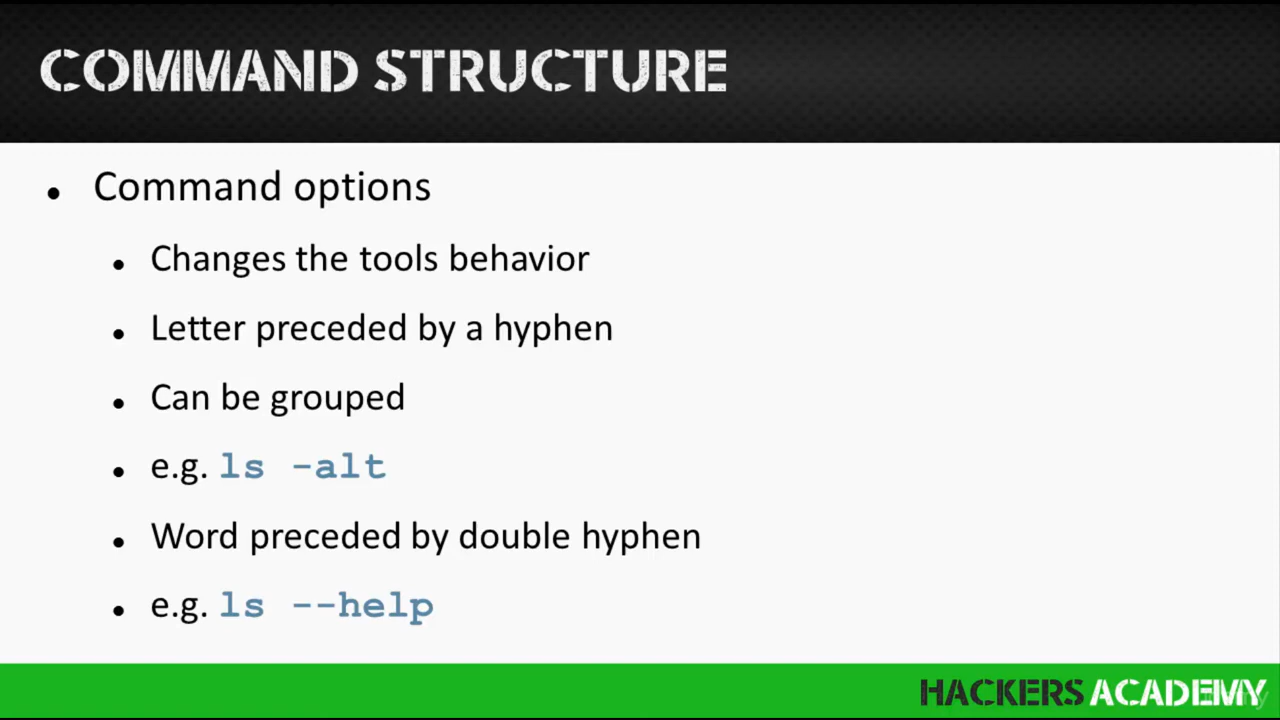 COMMAND STRUCTURE
• Command options
• Changes the tools behavior
• Letter preceded by a hyphen
• Can be grouped
• e.g. ls -alt
• Word preceded by double hyphen
• e.g. ls --help
HACKERS ACADEMY